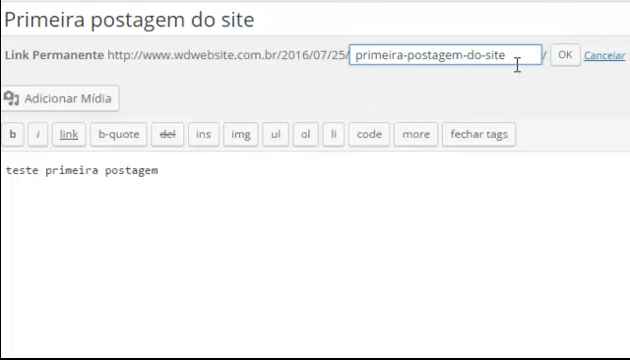 Primeira postagem do site
Link Permanente http://www.wdwebsite.com.br/2016/07/25/ primeira-postagem-do-site / OK Cancelar
Adicionar Mídia
b i link b-quote del ins img ul ol li code more fechar tags
teste primeira postagem